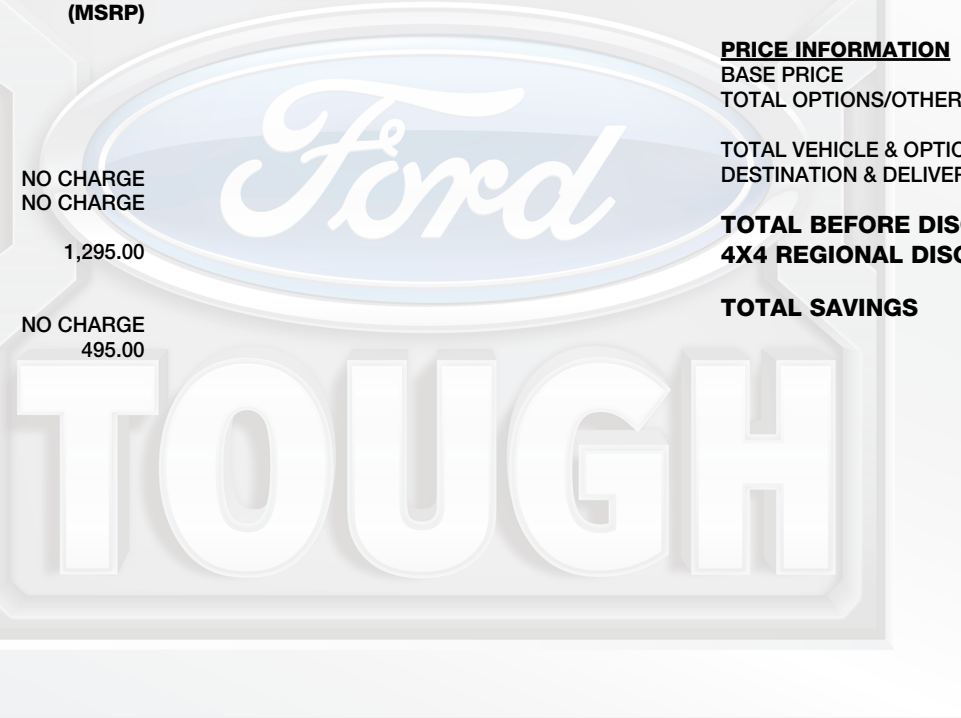 (MSRP)
NO CHARGE
NO CHARGE
1,295.00
NO CHARGE
495.00
PRICE INFORMATION
BASE PRICE
TOTAL OPTIONS/OTHER
TOTAL VEHICLE & OPTIO
DESTINATION & DELIVER
TOTAL BEFORE DISC
4X4 REGIONAL DISC
TOTAL SAVINGS
Ford
TOUGH